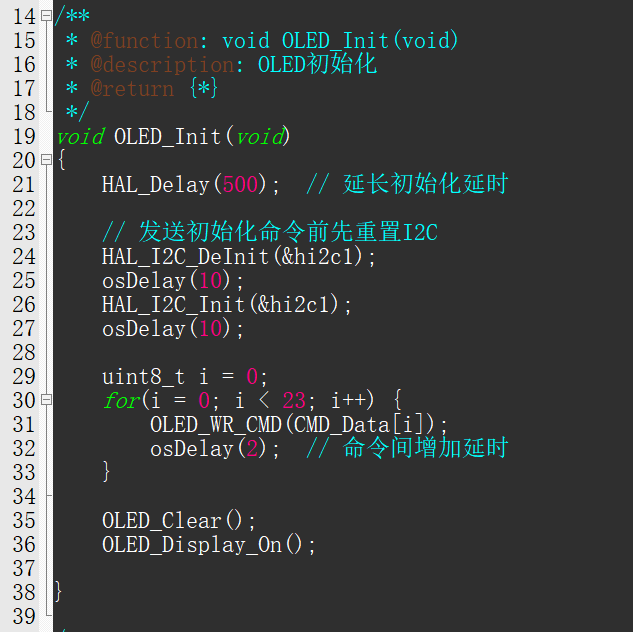 14 /**
15  * @function: void OLED_Init(void)
16  * @description: OLED初始化
17  * @return {*}
18  */
19 void OLED_Init(void)
20 {
21     HAL_Delay(500);  // 延长初始化延时
22
23     // 发送初始化命令前先重置I2C
24     HAL_I2C_DeInit(&hi2c1);
25     osDelay(10);
26     HAL_I2C_Init(&hi2c1);
27     osDelay(10);
28
29     uint8_t i = 0;
30     for(i = 0; i < 23; i++) {
31         OLED_WR_CMD(CMD_Data[i]);
32         osDelay(2);  // 命令间增加延时
33     }
34
35     OLED_Clear();
36     OLED_Display_On();
37
38 }
39